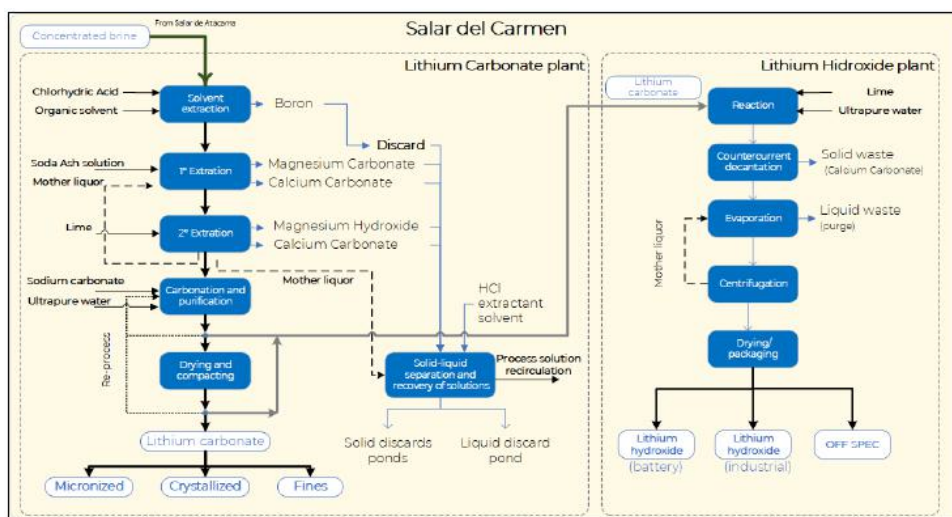 Salar del Carmen
From Salar de Atacama
Concentrated brine
Lithium Carbonate plant
Chlorhydric Acid
Organic solvent
Solvent
extraction
Boron
Discard
Soda Ash solution
Mother liquor
1° Extration
Magnesium Carbonate
Calcium Carbonate
Lime
2° Extration
Magnesium Hydroxide
Calcium Carbonate
Mother liquor
Sodium carbonate
Ultrapure water
Carbonation and
purification
HCl
extractant
solvent
Re-process
Drying and
compacting
Solid-liquid
separation and
recovery of solutions
Process solution
recirculation
Lithium carbonate
Solid discards
ponds
Liquid discard
pond
Micronized
Crystallized
Fines
Lithium Hidroxide plant
Lithium
carbonate
Reaction
Lime
Ultrapure water
Countercurrent
decantation
Solid waste
(Calcium Carbonate)
Evaporation
Liquid waste
(purge)
Mother liquor
Centrifugation
Drying/
packaging
Lithium
hydroxide
(battery)
Lithium
hydroxide
(industrial)
OFF SPEC